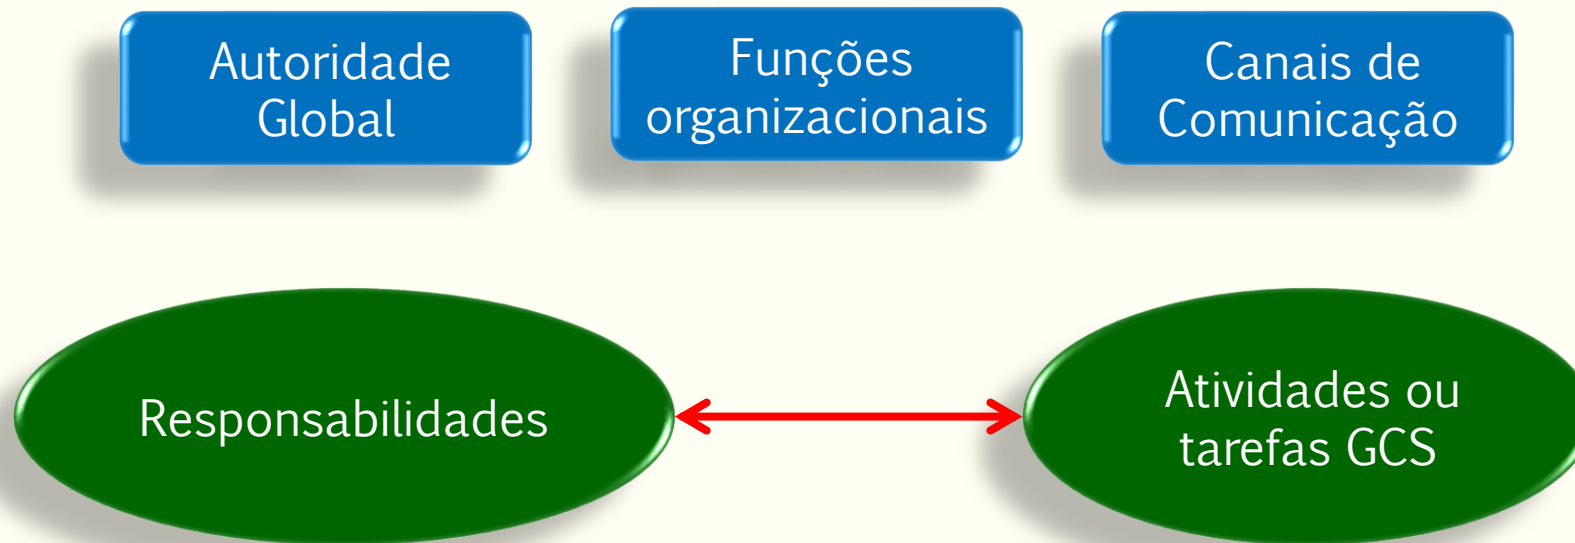 Autoridade
Global
Funções
organizacionais
Canais de
Comunicação
Responsabilidades
Atividades ou
tarefas GCS